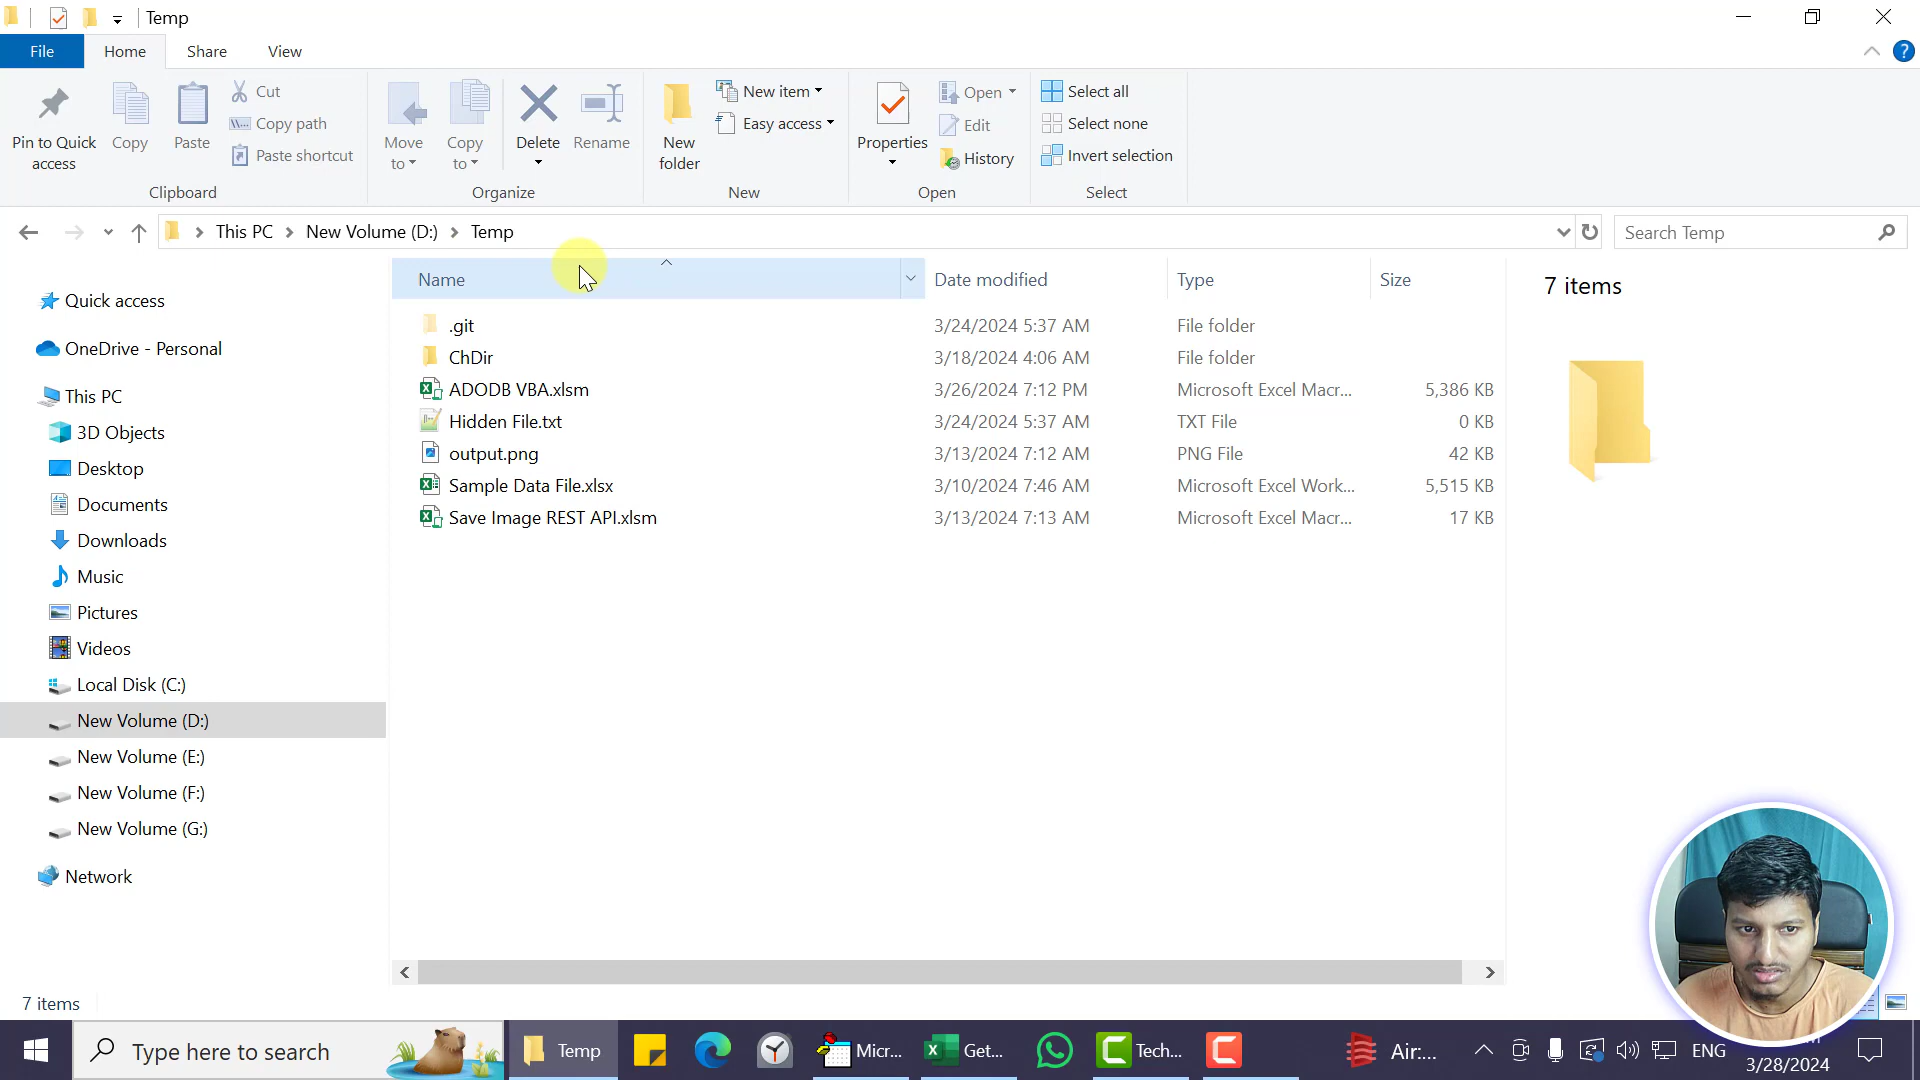 Temp
File Home Share View
Pin to Quick access Copy Paste Cut Copy path Paste shortcut
Move to Copy to Delete Rename
New folder New item Easy access
Properties Open Edit History
Select all Select none Invert selection
Clipboard Organize New Open Select
This PC New Volume (D:) Temp Search Temp
Name Date modified Type Size
.git 3/24/2024 5:37 AM File folder
ChDir 3/18/2024 4:06 AM File folder
ADODB VBA.xlsm 3/26/2024 7:12 PM Microsoft Excel Macr... 5,386 KB
Hidden File.txt 3/24/2024 5:37 AM TXT File 0 KB
output.png 3/13/2024 7:12 AM PNG File 42 KB
Sample Data File.xlsx 3/10/2024 7:46 AM Microsoft Excel Work... 5,515 KB
Save Image REST API.xlsm 3/13/2024 7:13 AM Microsoft Excel Macr... 17 KB
Quick access
OneDrive - Personal
This PC
3D Objects
Desktop
Documents
Downloads
Music
Pictures
Videos
Local Disk (C:)
New Volume (D:)
New Volume (E:)
New Volume (F:)
New Volume (G:)
Network
7 items
7 items
Type here to search Temp Micr... Get... Tech... Air:... ENG
3/28/2024